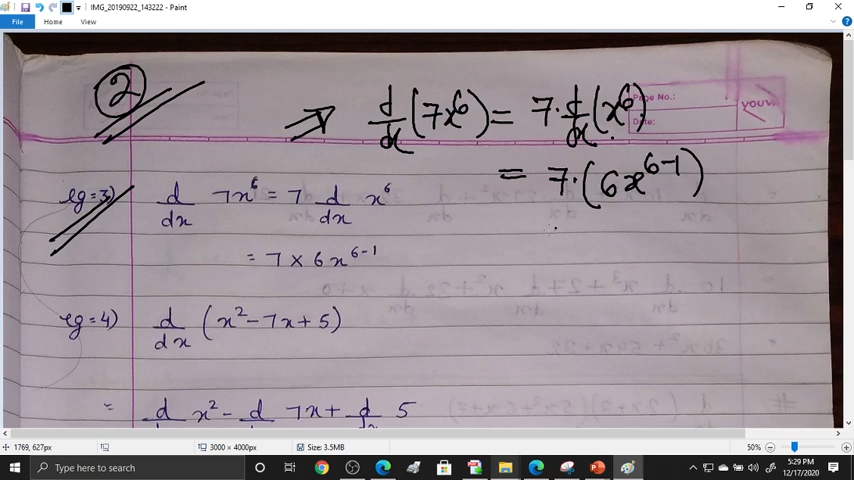 IMG_20190922_143222 - Paint
File Home View
2
d/dx (7x⁶) = 7·d/dx (x⁶)
= 7·(6x⁶⁻¹)
Page No.:
Date:
YOUVA
eg=3) d/dx 7x⁶ = 7 d/dx x⁶
= 7 × 6x⁶⁻¹
eg=4) d/dx (x² - 7x + 5)
= d/dx x² - d/dx 7x + d/dx 5
1769, 627px 3000 × 4000px Size: 3.5MB 50%
Type here to search
5:29 PM
12/17/2020